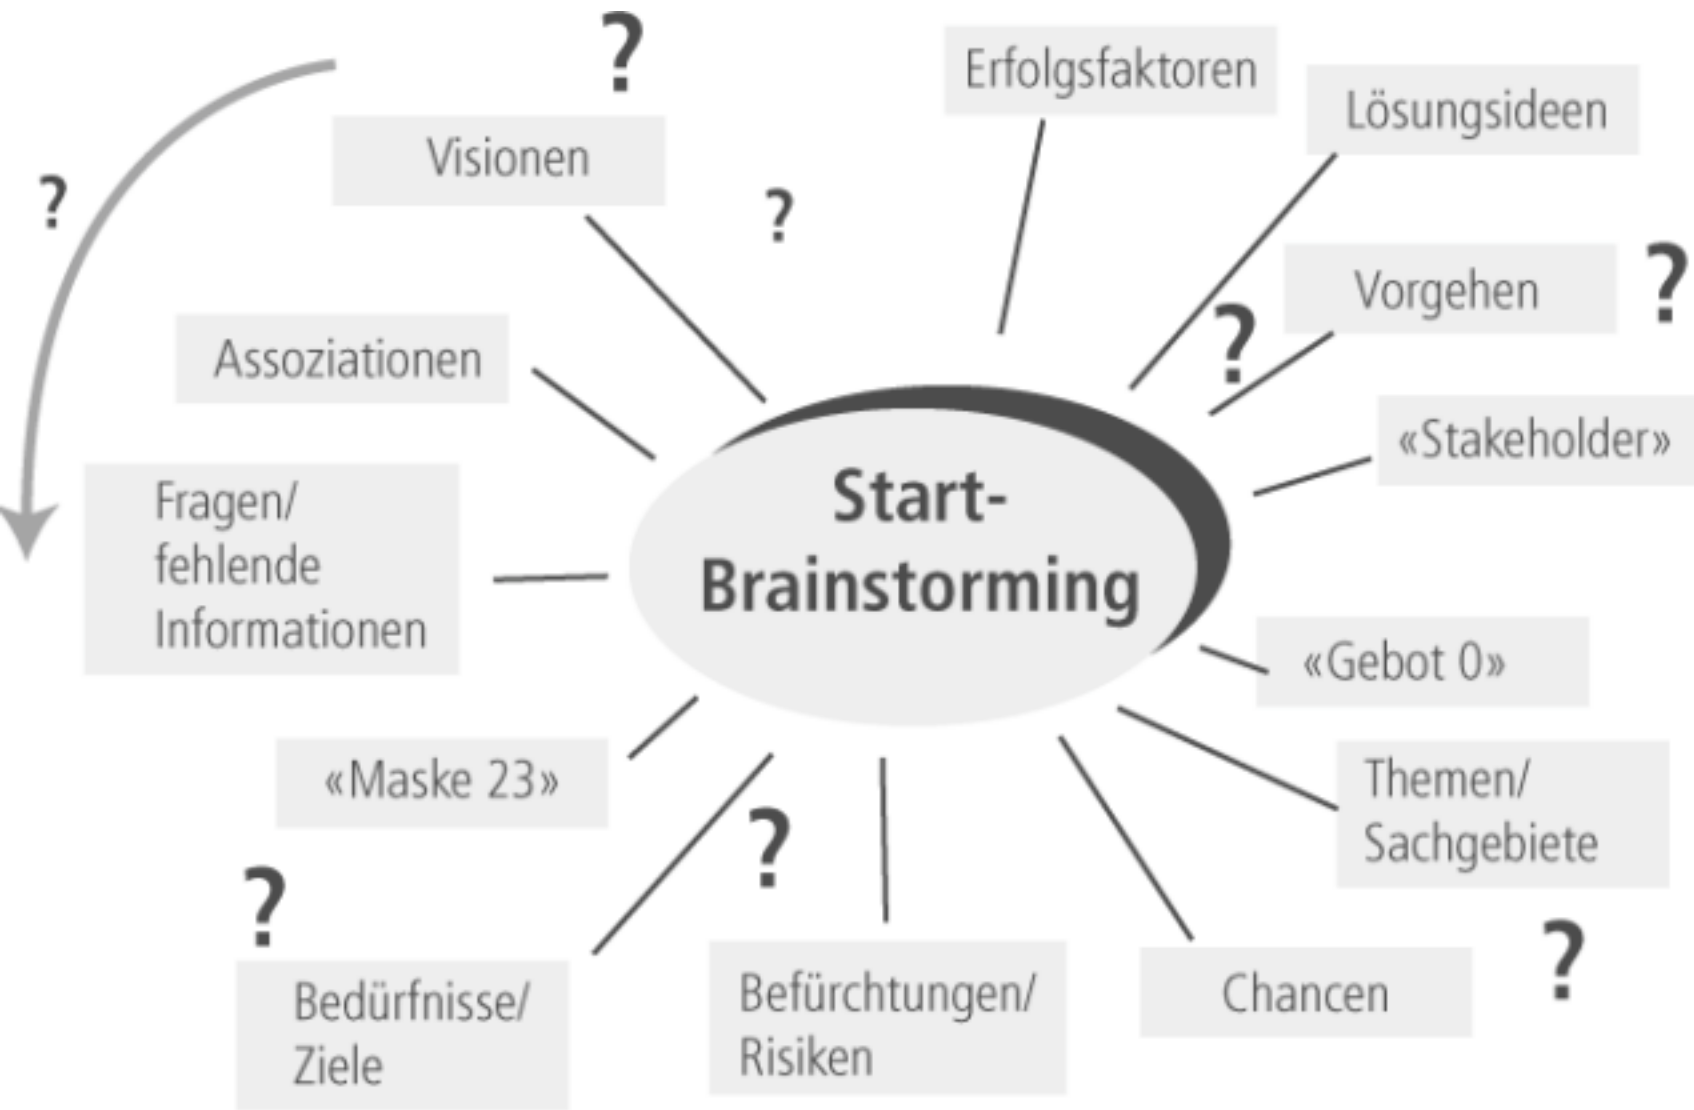 ?
Erfolgsfaktoren
Lösungsideen
Visionen
?
?
Vorgehen
?
?
Assoziationen
«Stakeholder»
Start-
Brainstorming
Fragen/
fehlende
Informationen
«Gebot 0»
«Maske 23»
Themen/
Sachgebiete
?
?
Bedürfnisse/
Ziele
Befürchtungen/
Risiken
Chancen
?